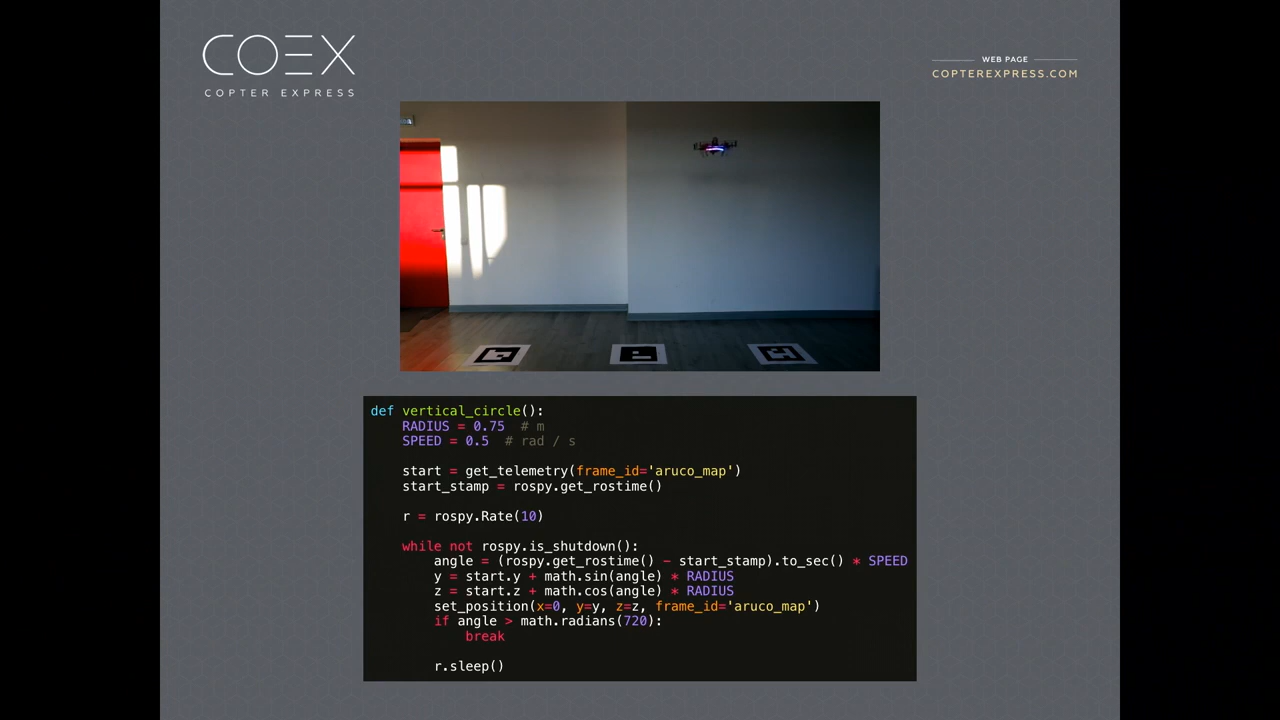 COEX
COPTER EXPRESS
WEB PAGE
COPTEREXPRESS.COM
def vertical_circle():
    RADIUS = 0.75  # m
    SPEED = 0.5  # rad / s

    start = get_telemetry(frame_id='aruco_map')
    start_stamp = rospy.get_rostime()

    r = rospy.Rate(10)

    while not rospy.is_shutdown():
        angle = (rospy.get_rostime() - start_stamp).to_sec() * SPEED
        y = start.y + math.sin(angle) * RADIUS
        z = start.z + math.cos(angle) * RADIUS
        set_position(x=0, y=y, z=z, frame_id='aruco_map')
        if angle > math.radians(720):
            break

        r.sleep()